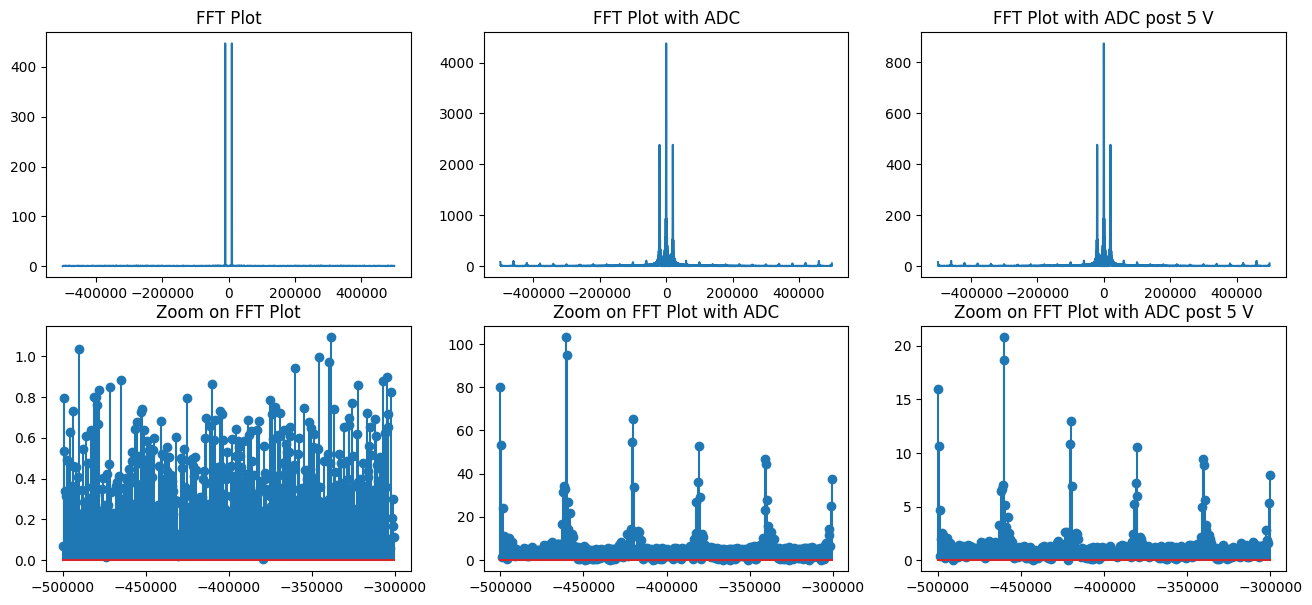 FFT Plot
400
300
200
100
0
−400000 −200000 0 200000 400000
FFT Plot with ADC
4000
3000
2000
1000
0
−400000 −200000 0 200000 400000
FFT Plot with ADC post 5 V
800
600
400
200
0
−400000 −200000 0 200000 400000
Zoom on FFT Plot
1.0
0.8
0.6
0.4
0.2
0.0
−500000 −450000 −400000 −350000 −300000
Zoom on FFT Plot with ADC
100
80
60
40
20
0
−500000 −450000 −400000 −350000 −300000
Zoom on FFT Plot with ADC post 5 V
20
15
10
5
0
−500000 −450000 −400000 −350000 −300000